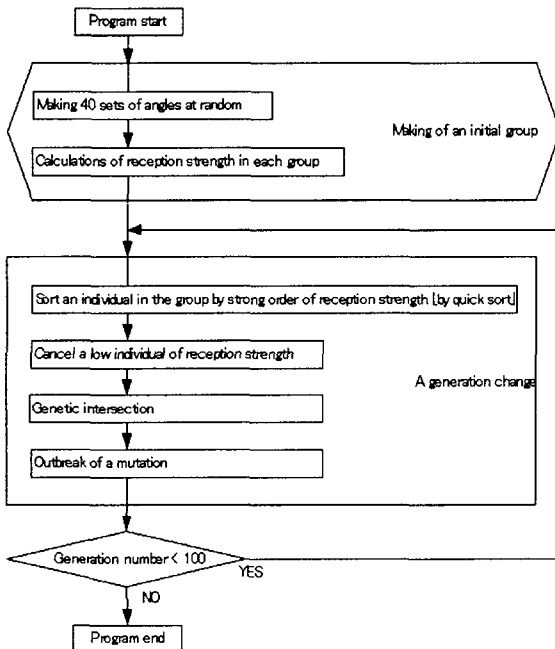 Program start
Making 40 sets of angles at random
Making of an initial group
Calculations of reception strength in each group
Sort an individual in the group by strong order of reception strength [by quick sort]
Cancel a low individual of reception strength
A generation change
Genetic intersection
Outbreak of a mutation
Generation number < 100
YES
NO
Program end